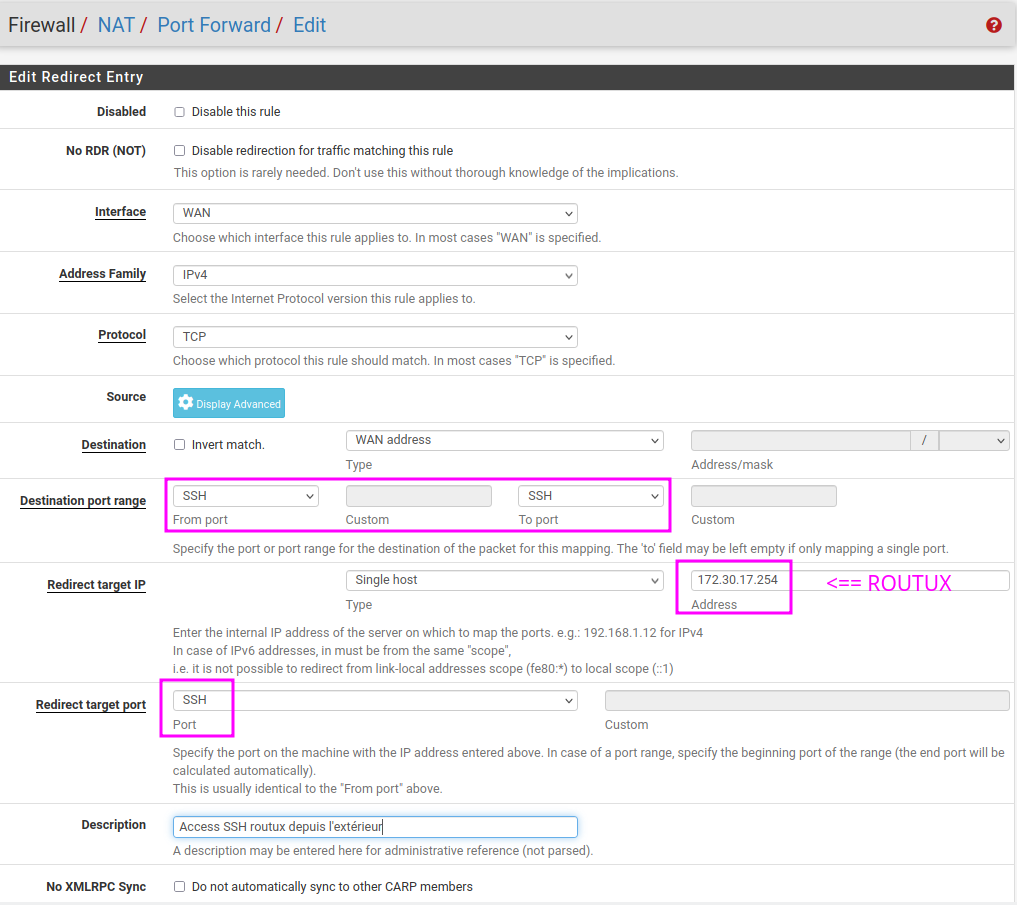 Firewall / NAT / Port Forward / Edit
Edit Redirect Entry
Disabled
Disable this rule
No RDR (NOT)
Disable redirection for traffic matching this rule
This option is rarely needed. Don't use this without thorough knowledge of the implications.
Interface
WAN
Choose which interface this rule applies to. In most cases "WAN" is specified.
Address Family
IPv4
Select the Internet Protocol version this rule applies to.
Protocol
TCP
Choose which protocol this rule should match. In most cases "TCP" is specified.
Source
Display Advanced
Destination
Invert match.
WAN address
/
Type
Address/mask
Destination port range
SSH
SSH
From port
Custom
To port
Custom
Specify the port or port range for the destination of the packet for this mapping. The 'to' field may be left empty if only mapping a single port.
Redirect target IP
Single host
172.30.17.254
<== ROUTUX
Type
Address
Enter the internal IP address of the server on which to map the ports. e.g.: 192.168.1.12 for IPv4
In case of IPv6 addresses, in must be from the same "scope",
i.e. it is not possible to redirect from link-local addresses scope (fe80:*) to local scope (::1)
Redirect target port
SSH
Port
Custom
Specify the port on the machine with the IP address entered above. In case of a port range, specify the beginning port of the range (the end port will be
calculated automatically).
This is usually identical to the "From port" above.
Description
Access SSH routux depuis l'extérieur
A description may be entered here for administrative reference (not parsed).
No XMLRPC Sync
Do not automatically sync to other CARP members